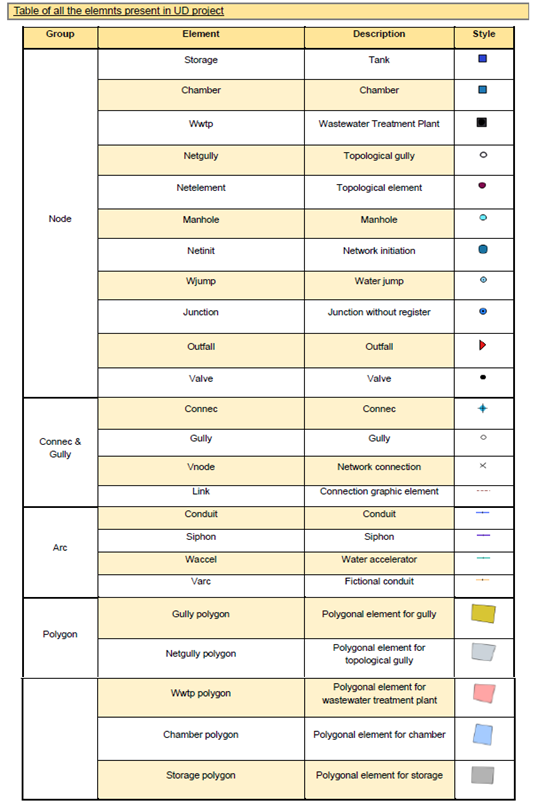 Table of all the elemnts present in UD project
Group Element Description Style
Node
Storage Tank
Chamber Chamber
Wwtp Wastewater Treatment Plant
Netgully Topological gully
Netelement Topological element
Manhole Manhole
Netinit Network initiation
Wjump Water jump
Junction Junction without register
Outfall Outfall
Valve Valve
Connec &
Gully
Connec Connec
Gully Gully
Vnode Network connection
Link Connection graphic element
Arc
Conduit Conduit
Siphon Siphon
Waccel Water accelerator
Varc Fictional conduit
Polygon
Gully polygon Polygonal element for gully
Netgully polygon Polygonal element for
topological gully
Wwtp polygon Polygonal element for
wastewater treatment plant
Chamber polygon Polygonal element for chamber
Storage polygon Polygonal element for storage